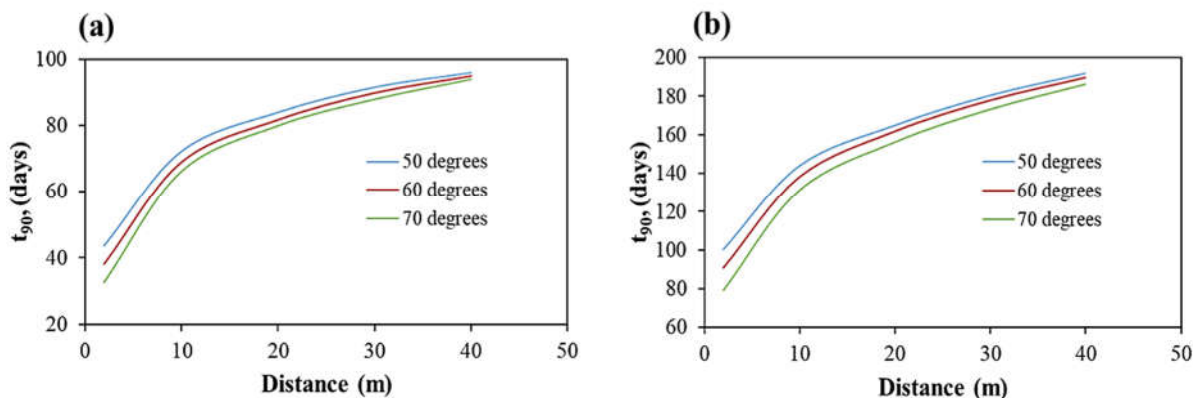 (a)
100
80
60
40
20
t90, (days)
0 10 20 30 40 50
Distance (m)
50 degrees
60 degrees
70 degrees
(b)
200
180
160
140
120
100
80
60
t90, (days)
0 10 20 30 40 50
Distance (m)
50 degrees
60 degrees
70 degrees